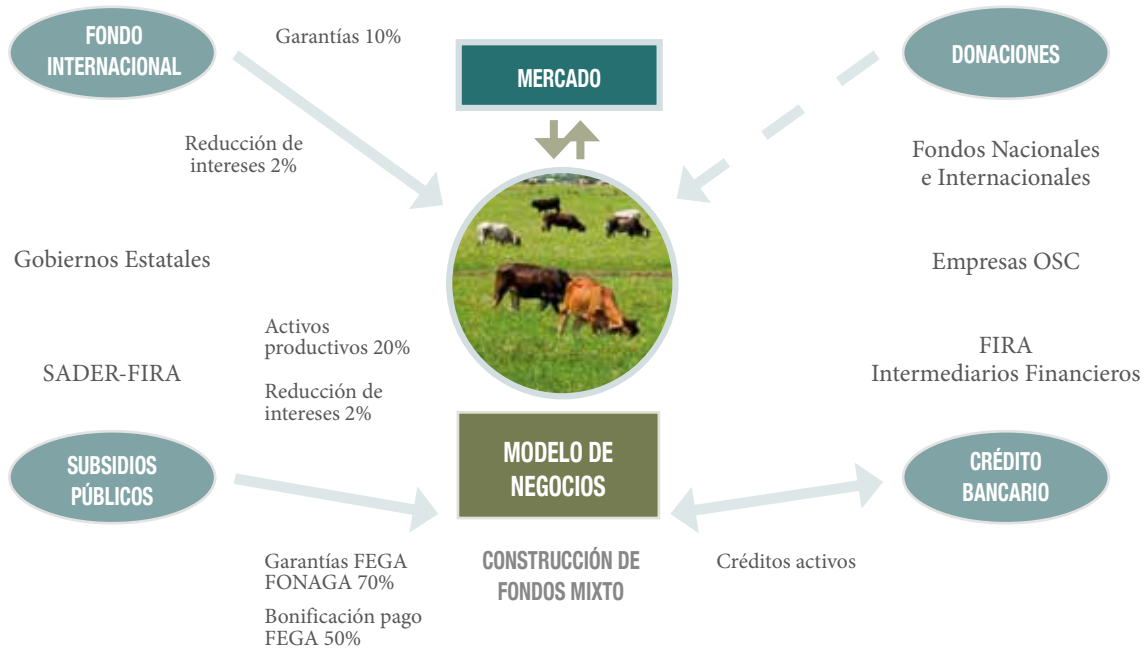 FONDO
INTERNACIONAL
Garantías 10%
MERCADO
DONACIONES
Reducción de
intereses 2%
Fondos Nacionales
e Internacionales
Gobiernos Estatales
Empresas OSC
Activos
productivos 20%
SADER-FIRA
Reducción de
intereses 2%
FIRA
Intermediarios Financieros
SUBSIDIOS
PÚBLICOS
MODELO DE
NEGOCIOS
CRÉDITO
BANCARIO
Garantías FEGA
FONAGA 70%
Bonificación pago
FEGA 50%
CONSTRUCCIÓN DE
FONDOS MIXTO
Créditos activos